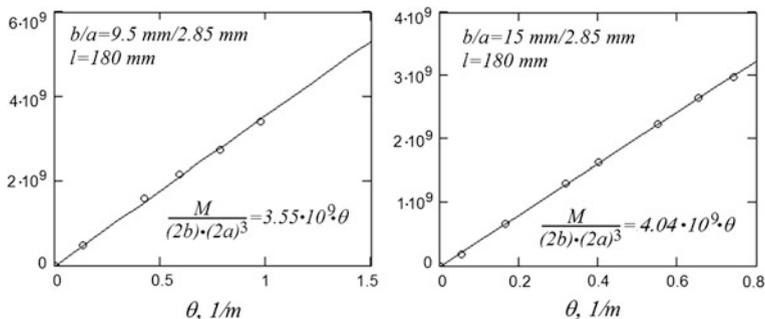 6·10⁹
4·10⁹
2·10⁹
0
b/a=9.5 mm/2.85 mm
l=180 mm
M
(2b)·(2a)³
=3.55·10⁹·θ
0 0.5 1 1.5
θ, 1/m
4·10⁹
3·10⁹
2·10⁹
1·10⁹
0
b/a=15 mm/2.85 mm
l=180 mm
M
(2b)·(2a)³
= 4.04·10⁹·θ
0 0.2 0.4 0.6 0.8
θ, 1/m